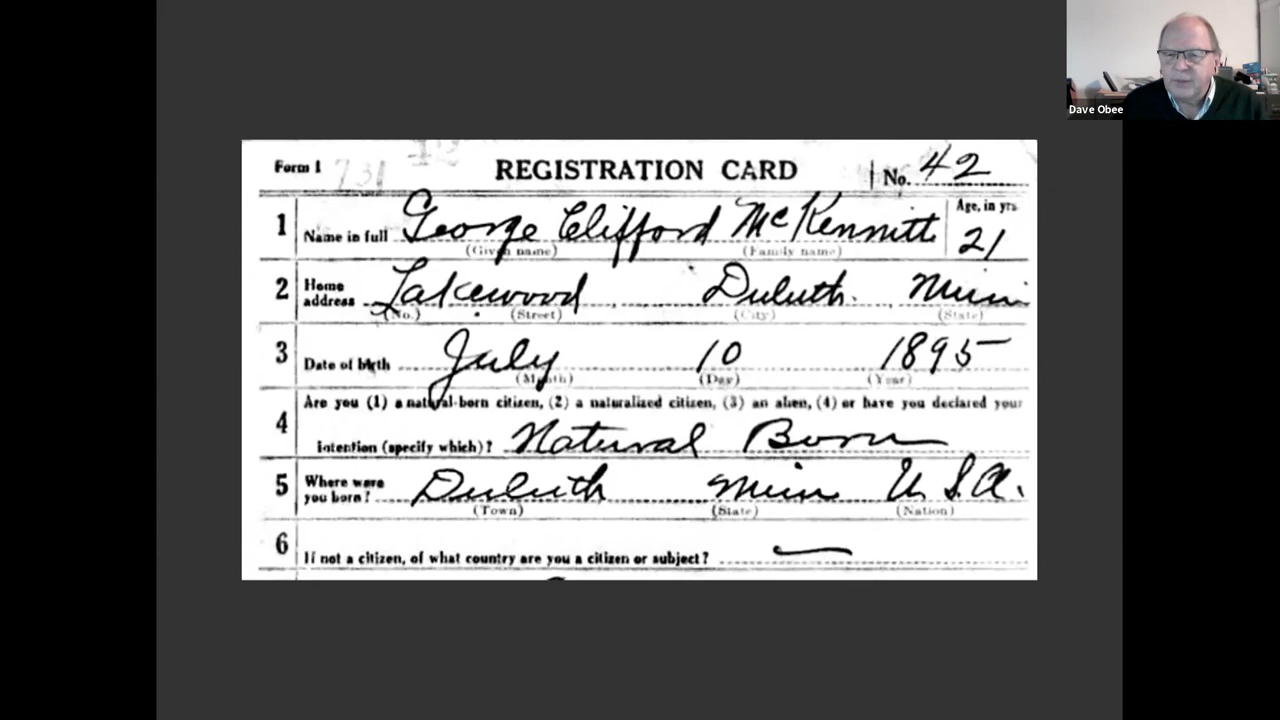 Dave Obee
Form 1 731 REGISTRATION CARD No. 42
1 Name in full George Clifford McKennitt Age, in yrs 21
(Given name) (Family name)
2 Home address Lakewood Duluth. Minn
(No.) (Street) (City) (State)
3 Date of birth July 10 1895
(Month) (Day) (Year)
4 Are you (1) a natural-born citizen, (2) a naturalized citizen, (3) an alien, (4) or have you declared your
intention (specify which)? Natural Born
5 Where were you born? Duluth Minn U.S.A.
(Town) (State) (Nation)
6 If not a citizen, of what country are you a citizen or subject? —